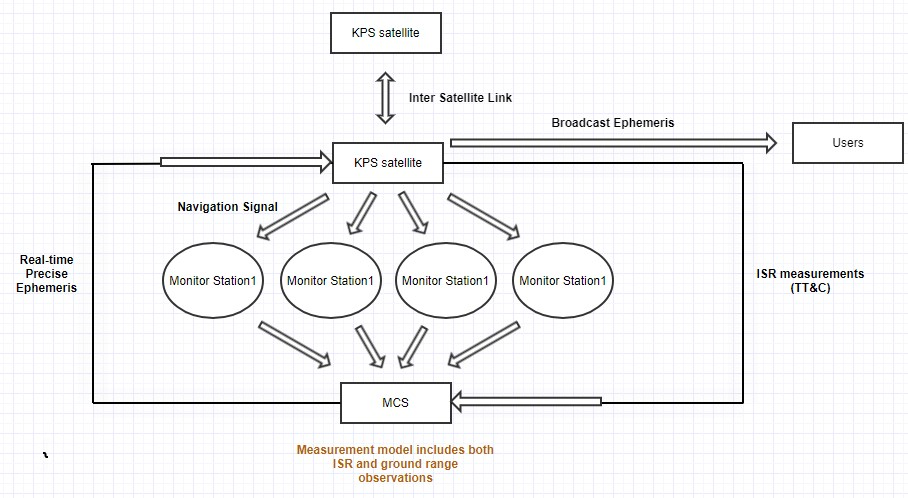 KPS satellite
Inter Satellite Link
Broadcast Ephemeris
Users
KPS satellite
Navigation Signal
Real-time
Precise
Ephemeris
Monitor Station1
Monitor Station1
Monitor Station1
Monitor Station1
ISR measurements
(TT&C)
MCS
Measurement model includes both
ISR and ground range
observations